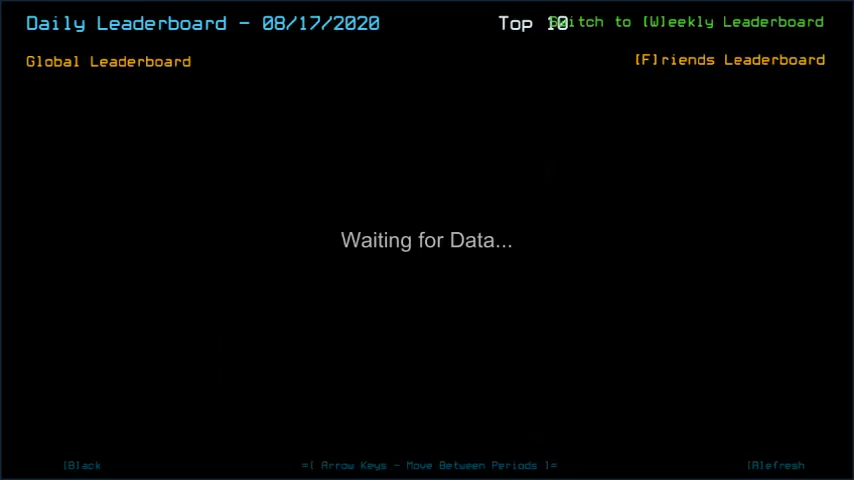 Daily Leaderboard - 08/17/2020
Top 10
Switch to [W]eekly Leaderboard
Global Leaderboard
[F]riends Leaderboard
Waiting for Data...
[B]ack
=[ Arrow Keys - Move Between Periods ]=
[R]efresh